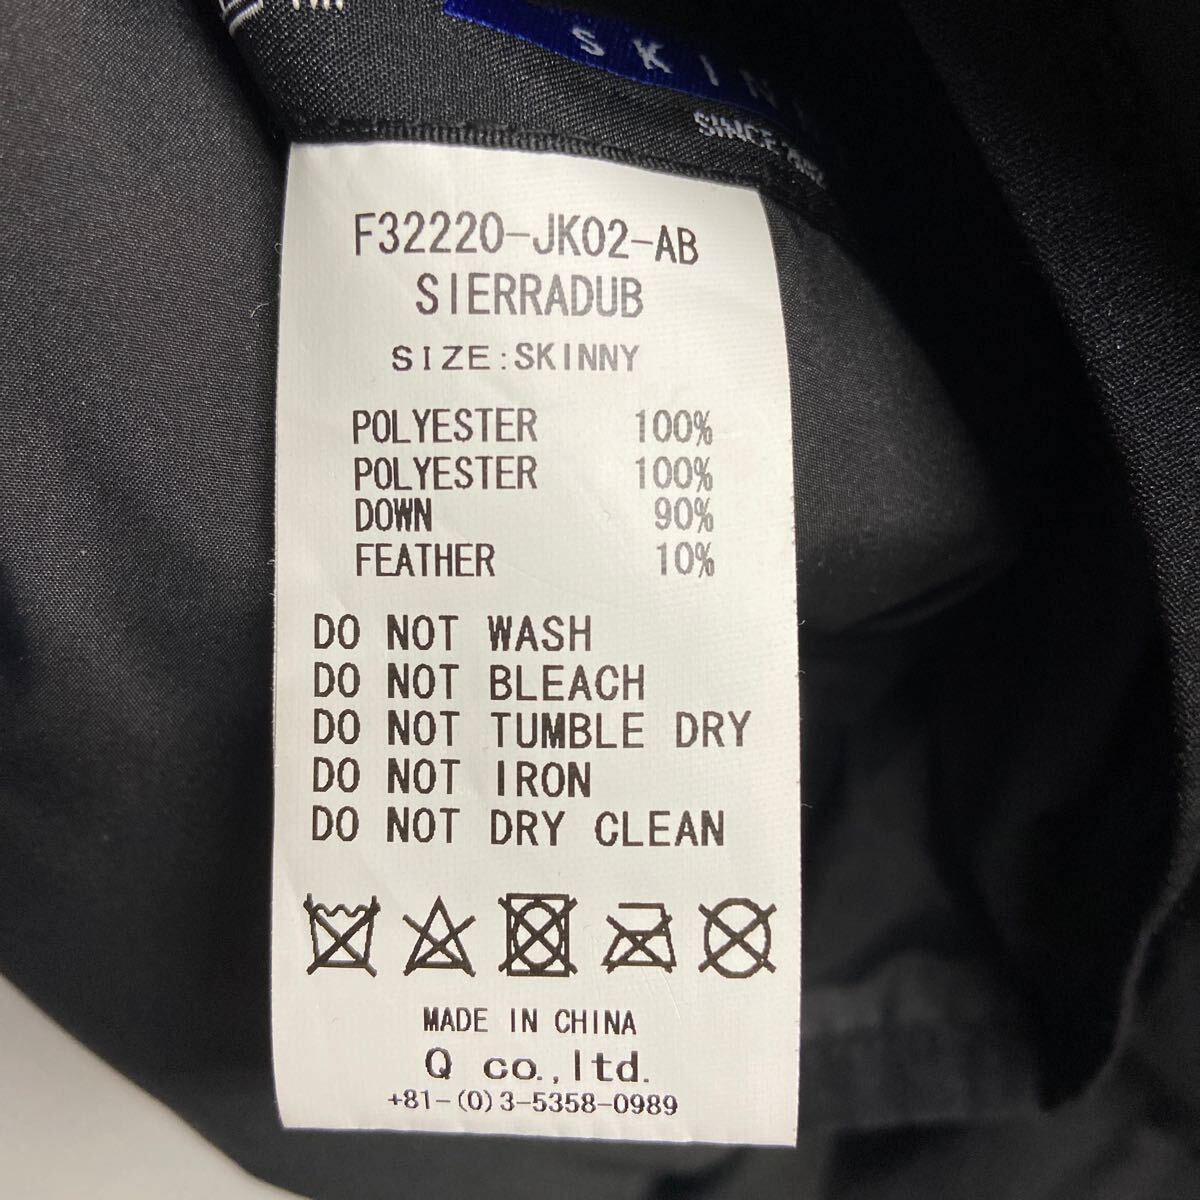 SKIN
SINCE
F32220-JK02-AB
SIERRADUB
SIZE:SKINNY
POLYESTER 100%
POLYESTER 100%
DOWN 90%
FEATHER 10%
DO NOT WASH
DO NOT BLEACH
DO NOT TUMBLE DRY
DO NOT IRON
DO NOT DRY CLEAN
MADE IN CHINA
Q co.,ltd.
+81-(0)3-5358-0989